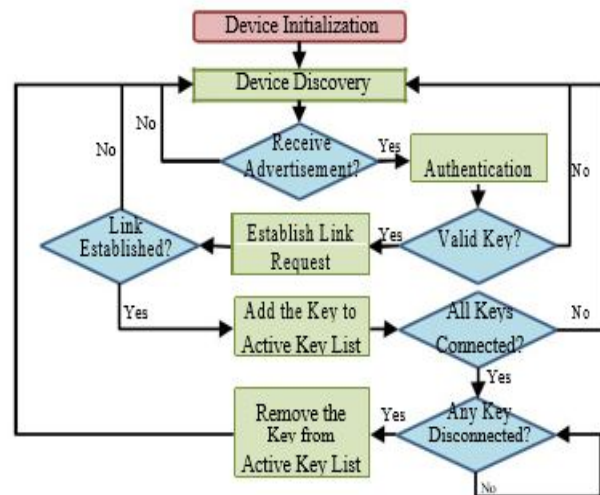 Device Initialization
Device Discovery
No
Receive
Advertisement?
Yes
Authentication
No
No
Link
Established?
Establish Link
Request
Yes
Valid Key?
Yes
Add the Key to
Active Key List
All Keys
Connected?
No
Yes
Remove the
Key from
Active Key List
Yes
Any Key
Disconnected?
No